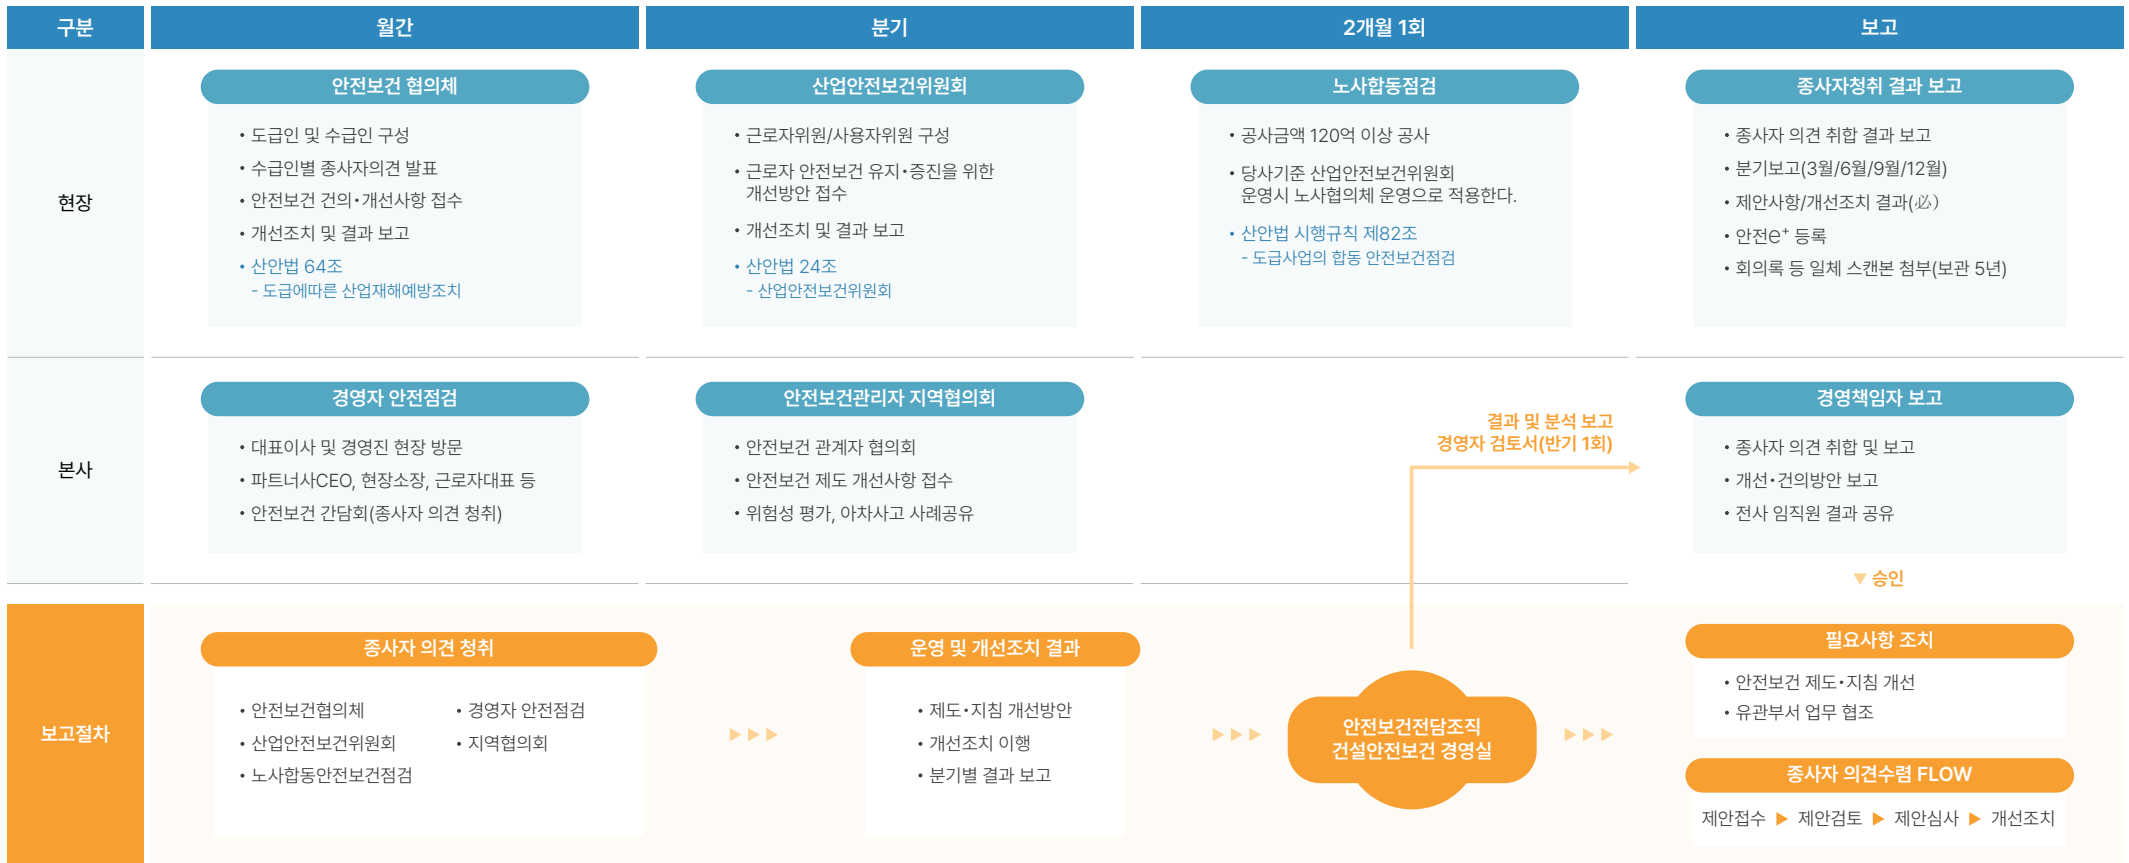 구분
월간
분기
2개월 1회
보고
현장
안전보건 협의체
• 도급인 및 수급인 구성
• 수급인별 종사자의견 발표
• 안전보건 건의•개선사항 접수
• 개선조치 및 결과 보고
• 산안법 64조
- 도급에따른 산업재해예방조치
산업안전보건위원회
• 근로자위원/사용자위원 구성
• 근로자 안전보건 유지•증진을 위한
개선방안 접수
• 개선조치 및 결과 보고
• 산안법 24조
- 산업안전보건위원회
노사합동점검
• 공사금액 120억 이상 공사
• 당사기준 산업안전보건위원회
운영시 노사협의체 운영으로 적용한다.
• 산안법 시행규칙 제82조
- 도급사업의 합동 안전보건점검
종사자청취 결과 보고
• 종사자 의견 취합 결과 보고
• 분기보고(3월/6월/9월/12월)
• 제안사항/개선조치 결과(必)
• 안전e⁺ 등록
• 회의록 등 일체 스캔본 첨부(보관 5년)
본사
경영자 안전점검
• 대표이사 및 경영진 현장 방문
• 파트너사CEO, 현장소장, 근로자대표 등
• 안전보건 간담회(종사자 의견 청취)
안전보건관리자 지역협의회
• 안전보건 관계자 협의회
• 안전보건 제도 개선사항 접수
• 위험성 평가, 아차사고 사례공유
결과 및 분석 보고
경영자 검토서(반기 1회)
경영책임자 보고
• 종사자 의견 취합 및 보고
• 개선•건의방안 보고
• 전사 임직원 결과 공유
▼ 승인
보고절차
종사자 의견 청취
• 안전보건협의체
• 산업안전보건위원회
• 노사합동안전보건점검
• 경영자 안전점검
• 지역협의회
운영 및 개선조치 결과
• 제도•지침 개선방안
• 개선조치 이행
• 분기별 결과 보고
안전보건전담조직
건설안전보건 경영실
필요사항 조치
• 안전보건 제도•지침 개선
• 유관부서 업무 협조
종사자 의견수렴 FLOW
제안접수 ▶ 제안검토 ▶ 제안심사 ▶ 개선조치